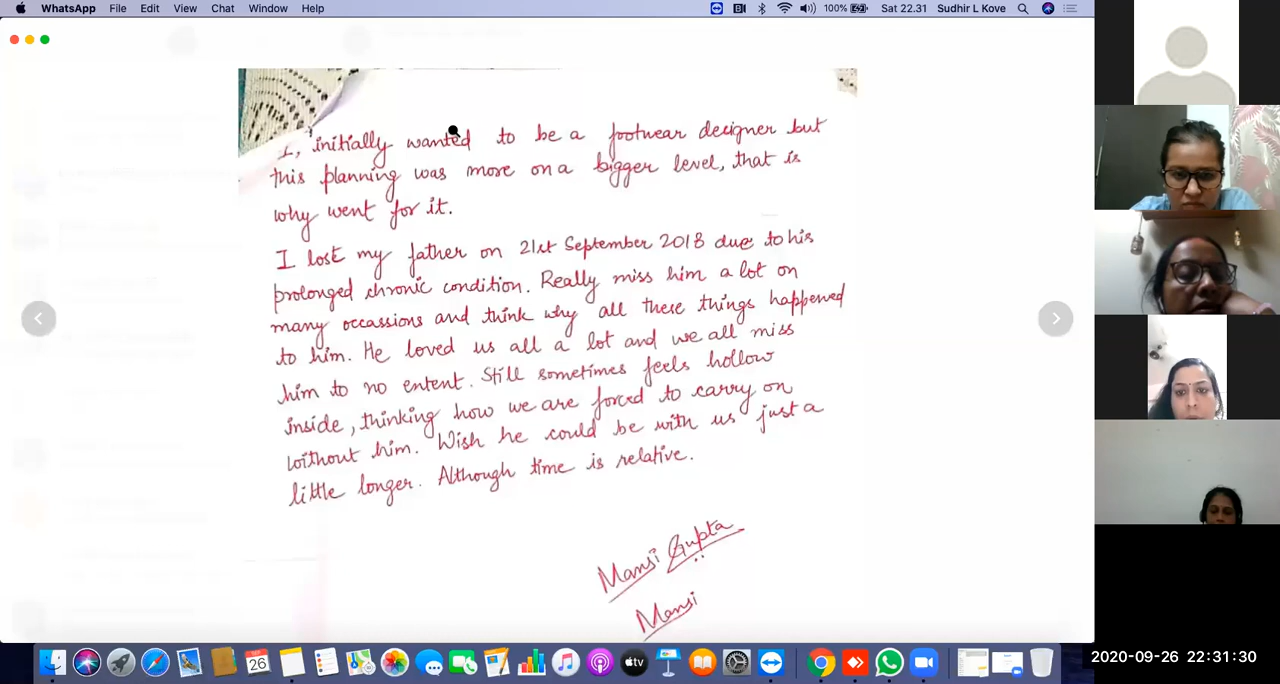 WhatsApp File Edit View Chat Window Help 100% Sat 22.31 Sudhir L Kove
I, initially wanted to be a footwear designer but
this planning was more on a bigger level, that is
why went for it.
I lost my father on 21st September 2018 due to his
prolonged chronic condition. Really miss him a lot on
many occassions and think why all these things happened
to him. He loved us all a lot and we all miss
him to no entent. Still sometimes feels hollow
inside, thinking how we are forced to carry on
without him. Wish he could be with us just a
little longer. Although time is relative.
Mansi Gupta
Mansi
26
tv
2020-09-26 22:31:30